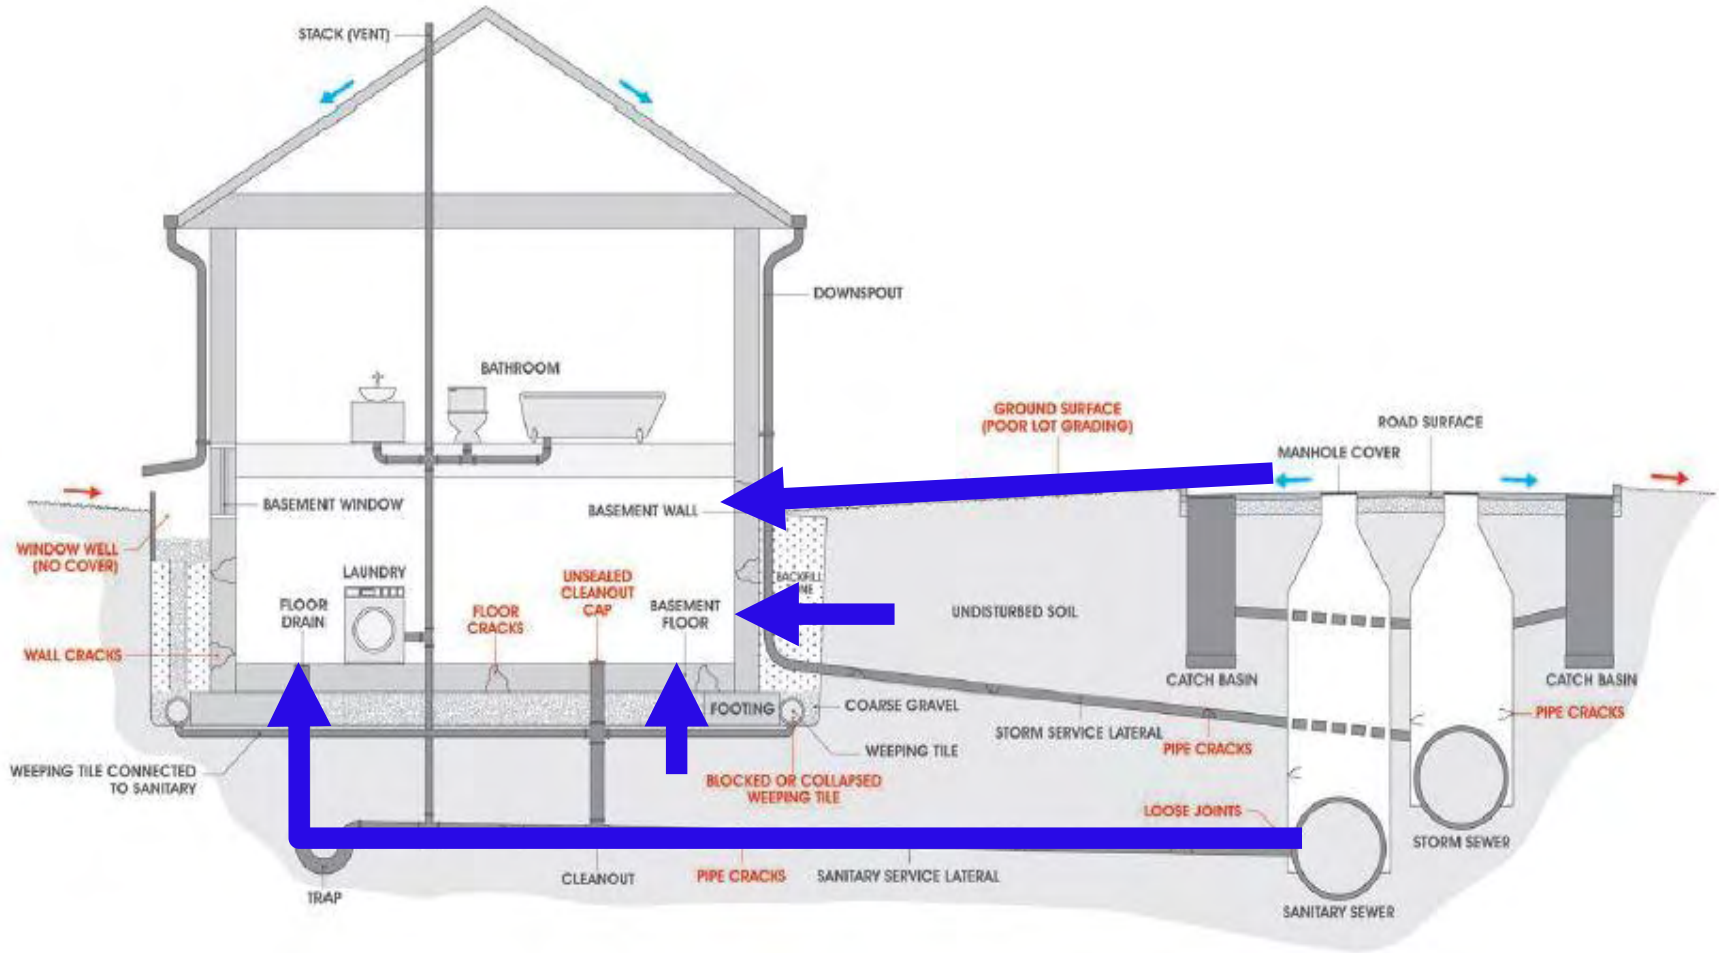 STACK (VENT)
DOWNSPOUT
BATHROOM
GROUND SURFACE
(POOR LOT GRADING)
ROAD SURFACE
MANHOLE COVER
BASEMENT WINDOW
BASEMENT WALL
WINDOW WELL
(NO COVER)
LAUNDRY
UNSEALED
CLEANOUT
CAP
BACKFILL
ZONE
FLOOR
DRAIN
FLOOR
CRACKS
BASEMENT
FLOOR
UNDISTURBED SOIL
WALL CRACKS
CATCH BASIN
CATCH BASIN
FOOTING
COARSE GRAVEL
PIPE CRACKS
STORM SERVICE LATERAL
PIPE CRACKS
WEEPING TILE
WEEPING TILE CONNECTED
TO SANITARY
BLOCKED OR COLLAPSED
WEEPING TILE
LOOSE JOINTS
STORM SEWER
CLEANOUT
PIPE CRACKS
SANITARY SERVICE LATERAL
TRAP
SANITARY SEWER